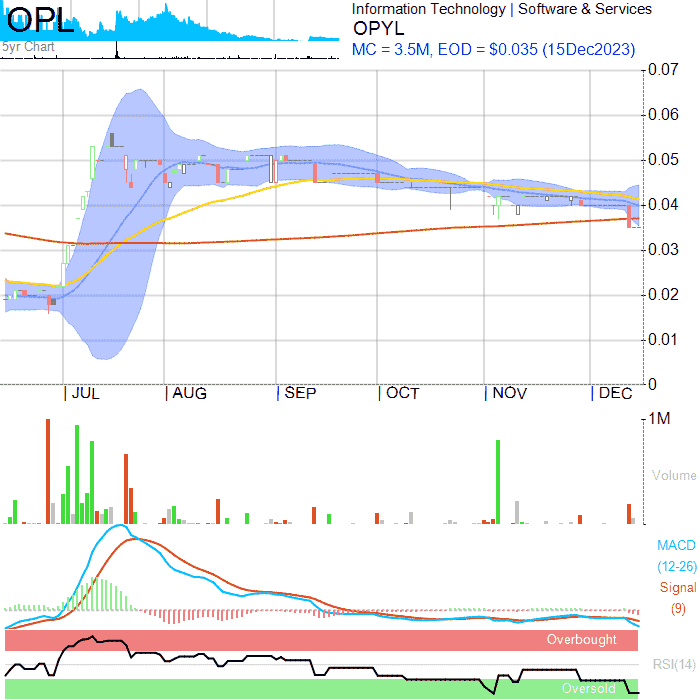 OPL
5yr Chart
Information Technology | Software & Services
OPYL
MC = 3.5M, EOD = $0.035 (15Dec2023)
0.07
0.06
0.05
0.04
0.03
0.02
0.01
0
| JUL | AUG | SEP | OCT | NOV | DEC
1M
Volume
MACD
(12-26)
Signal
(9)
Overbought
RSI(14)
Oversold